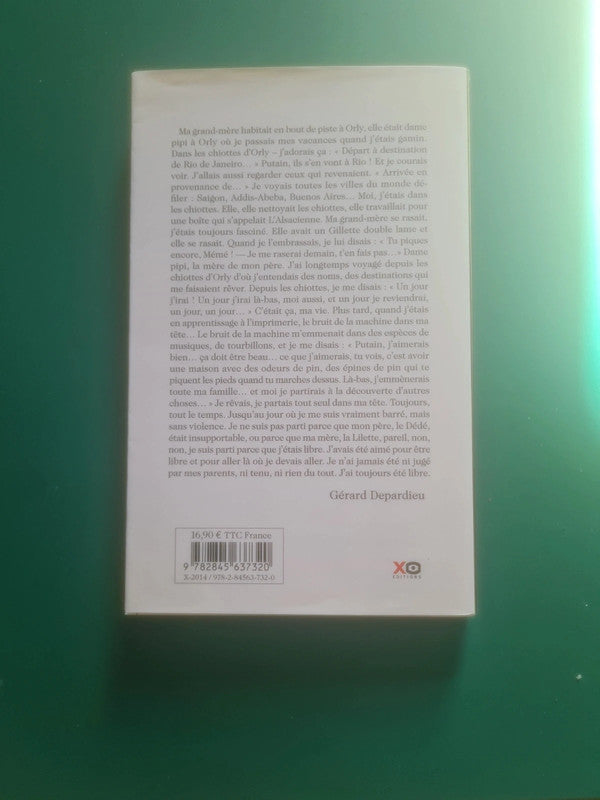 Ma grand-mère habitait en bout de piste à Orly, elle était dame
pipi à Orly où je passais mes vacances quand j'étais gamin.
Dans les chiottes d'Orly – j'adorais ça : « Départ à destination
de Rio de Janeiro... » Putain, ils s'en vont à Rio ! Et je courais
voir. J'allais aussi regarder ceux qui revenaient. « Arrivée en
provenance de... » Je voyais toutes les villes du monde dé-
filer : Saigon, Addis-Abeba, Buenos Aires... Moi, j'étais dans
les chiottes. Elle, elle nettoyait les chiottes, elle travaillait pour
une boîte qui s'appelait L'Alsacienne. Ma grand-mère se rasait,
j'étais toujours fasciné. Elle avait un Gillette double lame et
elle se rasait. Quand je l'embrassais, je lui disais : « Tu piques
encore, Mémé ! — Je me raserai demain, t'en fais pas... » Dame
pipi, la mère de mon père. J'ai longtemps voyagé depuis les
chiottes d'Orly d'où j'entendais des noms, des destinations qui
me faisaient rêver. Depuis les chiottes, je me disais : « Un jour
j'irai ! Un jour j'irai là-bas, moi aussi, et un jour je reviendrai,
un jour, un jour... » C'était ça, ma vie. Plus tard, quand j'étais
en apprentissage à l'imprimerie, le bruit de la machine dans ma
tête... Le bruit de la machine m'emmenait dans des espèces de
musiques, de tourbillons, et je me disais : « Putain, j'aimerais
bien... ça doit être beau... ce que j'aimerais, tu vois, c'est avoir
une maison avec des odeurs de pin, des épines de pin qui te
piquent les pieds quand tu marches dessus. Là-bas, j'emmènerais
toute ma famille... et moi je partirais à la découverte d'autres
choses... » Je rêvais, je partais tout seul dans ma tête. Toujours,
tout le temps. Jusqu'au jour où je me suis vraiment barré, mais
sans violence. Je ne suis pas parti parce que mon père, le Dédé,
était insupportable, ou parce que ma mère, la Lilette, pareil, non,
non, je suis parti parce que j'étais libre. J'avais été aimé pour être
libre et pour aller là où je devais aller. Je n'ai jamais été ni jugé
par mes parents, ni tenu, ni rien du tout. J'ai toujours été libre.
Gérard Depardieu
16,90 € TTC France
9 782845 637320
X-2014 / 978-2-84563-732-0
XO
EDITIONS